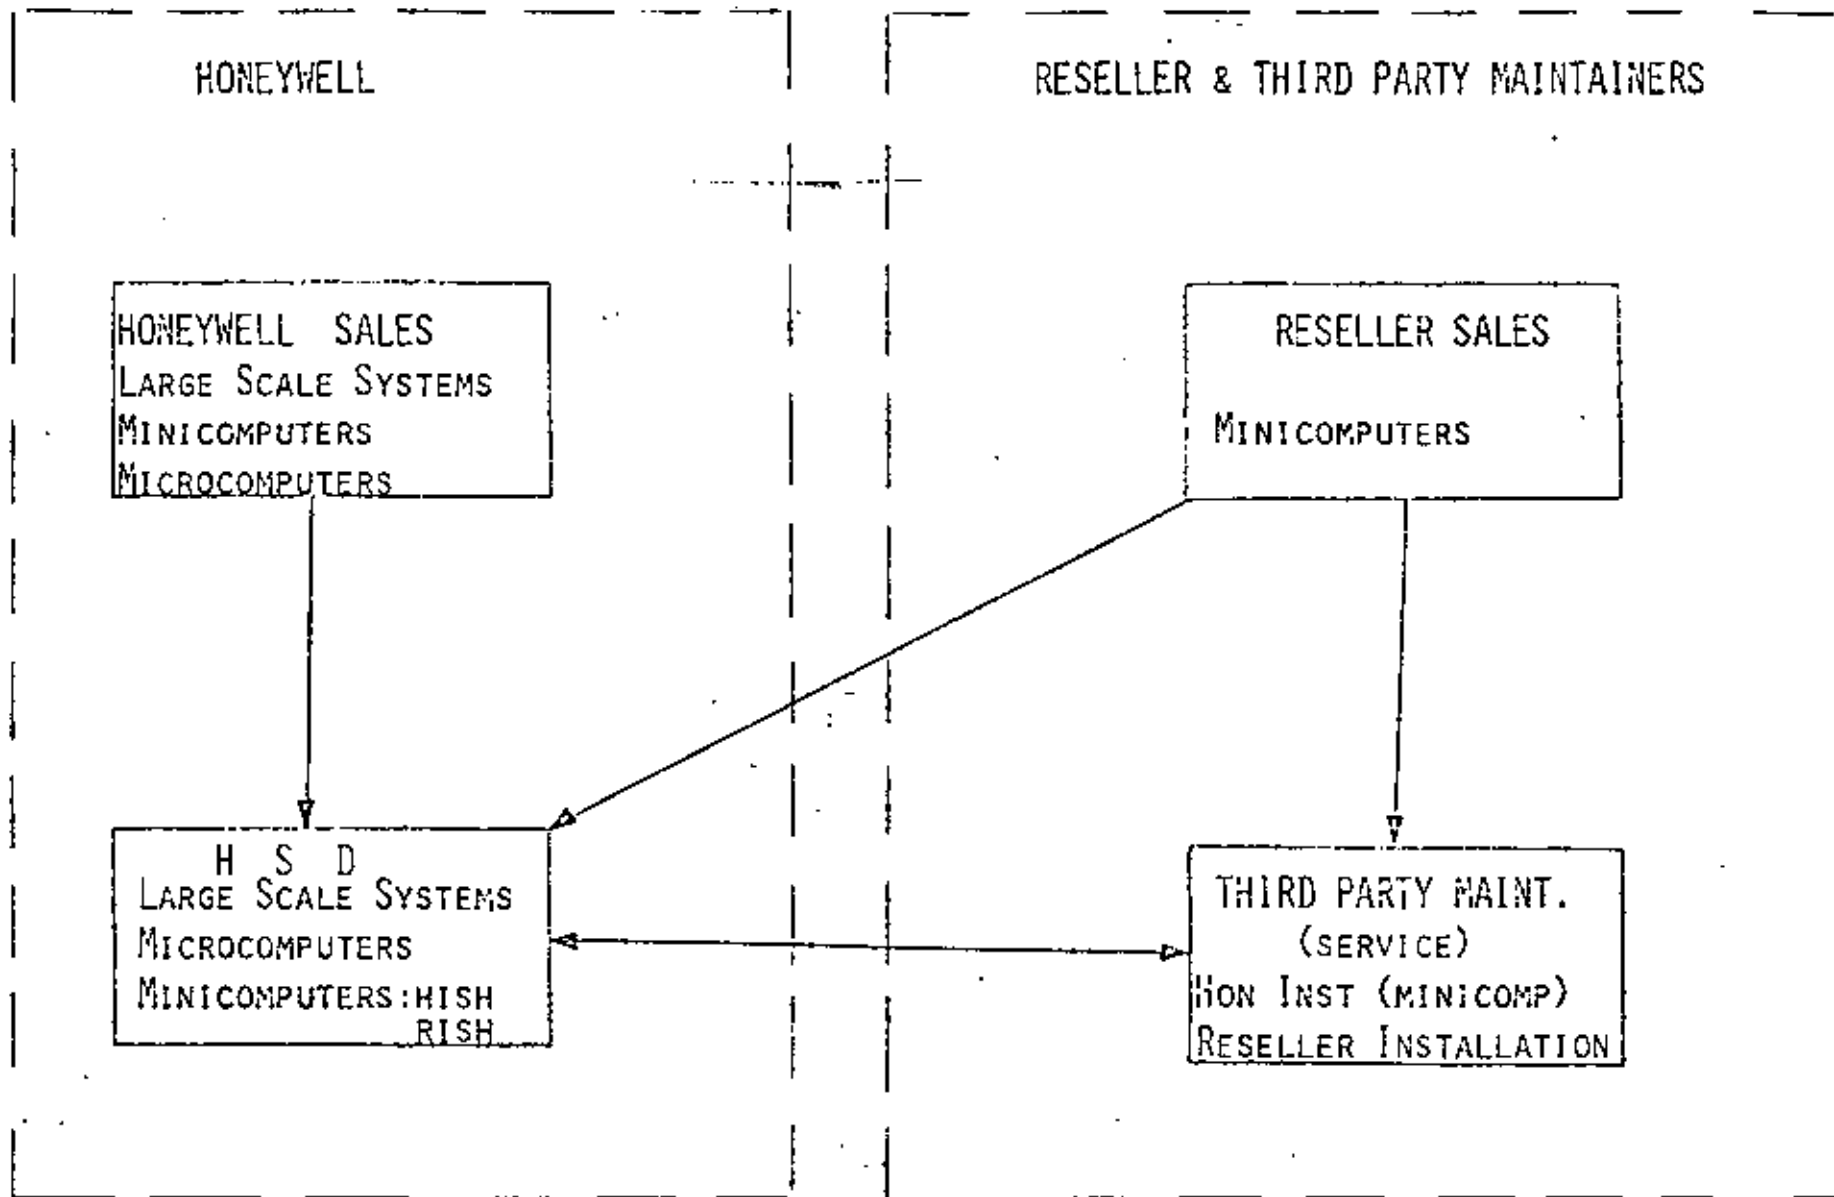 HONEYWELL
RESELLER & THIRD PARTY MAINTAINERS
HONEYWELL SALES
LARGE SCALE SYSTEMS
MINICOMPUTERS
MICROCOMPUTERS
RESELLER SALES
MINICOMPUTERS
H S D
LARGE SCALE SYSTEMS
MICROCOMPUTERS
MINICOMPUTERS:HISH
RISH
THIRD PARTY MAINT.
(SERVICE)
HON INST (MINICOMP)
RESELLER INSTALLATION